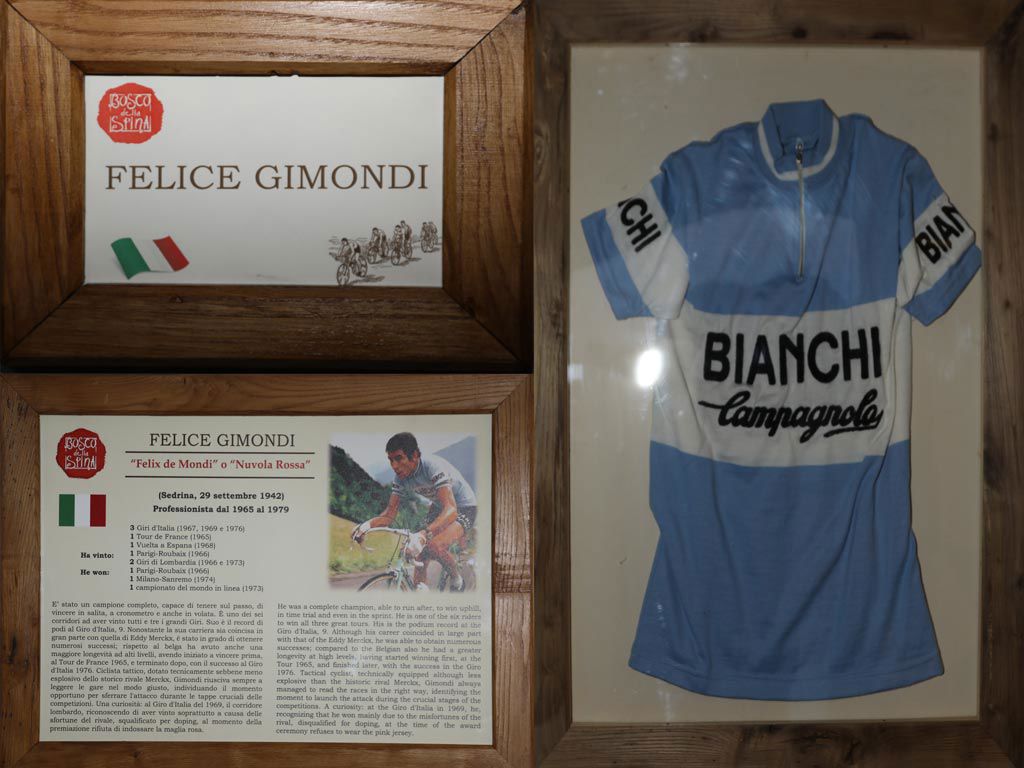 BOSCO
della
SPINA
FELICE GIMONDI
BOSCO
della
SPINA
FELICE GIMONDI
"Felix de Mondi" o "Nuvola Rossa"
(Sedrina, 29 settembre 1942)
Professionista dal 1965 al 1979
3 Giri d'Italia (1967, 1969 e 1976)
1 Tour de France (1965)
1 Vuelta a Espana (1968)
Ha vinto: 1 Parigi-Roubaix (1966)
2 Giri di Lombardia (1966 e 1973)
He won: 1 Parigi-Roubaix (1966)
1 Milano-Sanremo (1974)
1 campionato del mondo in linea (1973)
E' stato un campione completo, capace di tenere sul passo, di
vincere in salita, a cronometro e anche in volata. È uno dei sei
corridori ad aver vinto tutti e tre i grandi Giri. Suo è il record di
podi al Giro d'Italia, 9. Nonostante la sua carriera sia coincisa in
gran parte con quella di Eddy Merckx, è stato in grado di ottenere
numerosi successi; rispetto al belga ha avuto anche una
maggiore longevità ad alti livelli, avendo iniziato a vincere prima,
al Tour de France 1965, e terminato dopo, con il successo al Giro
d'Italia 1976. Ciclista tattico, dotato tecnicamente sebbene meno
esplosivo dello storico rivale Merckx, Gimondi riusciva sempre a
leggere le gare nel modo giusto, individuando il momento
opportuno per sferrare l'attacco durante le tappe cruciali delle
competizioni. Una curiosità: al Giro d'Italia del 1969, il corridore
lombardo, riconoscendo di aver vinto soprattutto a causa delle
sfortune del rivale, squalificato per doping, al momento della
premiazione rifiuta di indossare la maglia rosa.
He was a complete champion, able to run after, to win uphill,
in time trial and even in the sprint. He is one of the six riders
to win all three great tours. His is the podium record at the
Giro d'Italia, 9. Although his career coincided in large part
with that of the Eddy Merckx, he was able to obtain numerous
successes; compared to the Belgian also he had a greater
longevity at high levels, having started winning first, at the
Tour 1965, and finished later, with the success in the Giro
1976. Tactical cyclist, technically equipped although less
explosive than the historic rival Merckx, Gimondi always
managed to read the races in the right way, identifying the
moment to launch the attack during the crucial stages of the
competitions. A curiosity: at the Giro d'Italia in 1969, he,
recognizing that he won mainly due to the misfortunes of the
rival, disqualified for doping, at the time of the award
ceremony refuses to wear the pink jersey.
CHI
BIAN
BIANCHI
Campagnolo